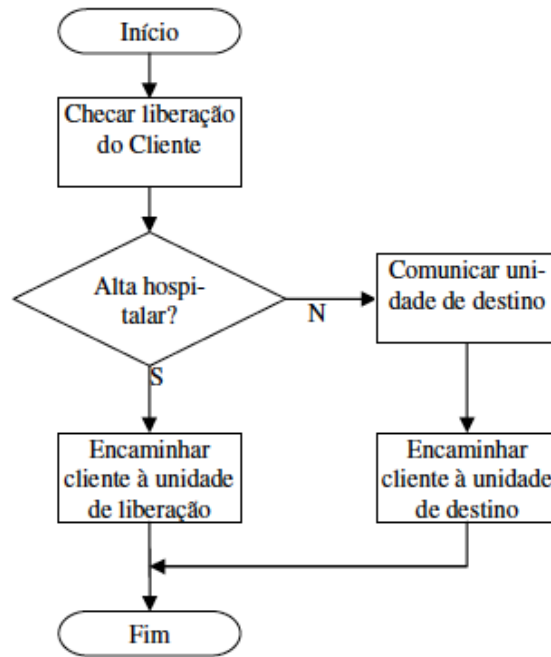 Início
Checar liberação
do Cliente
Alta hospi-
talar?
N
S
Comunicar uni-
dade de destino
Encaminhar
cliente à unidade
de liberação
Encaminhar
cliente à unidade
de destino
Fim